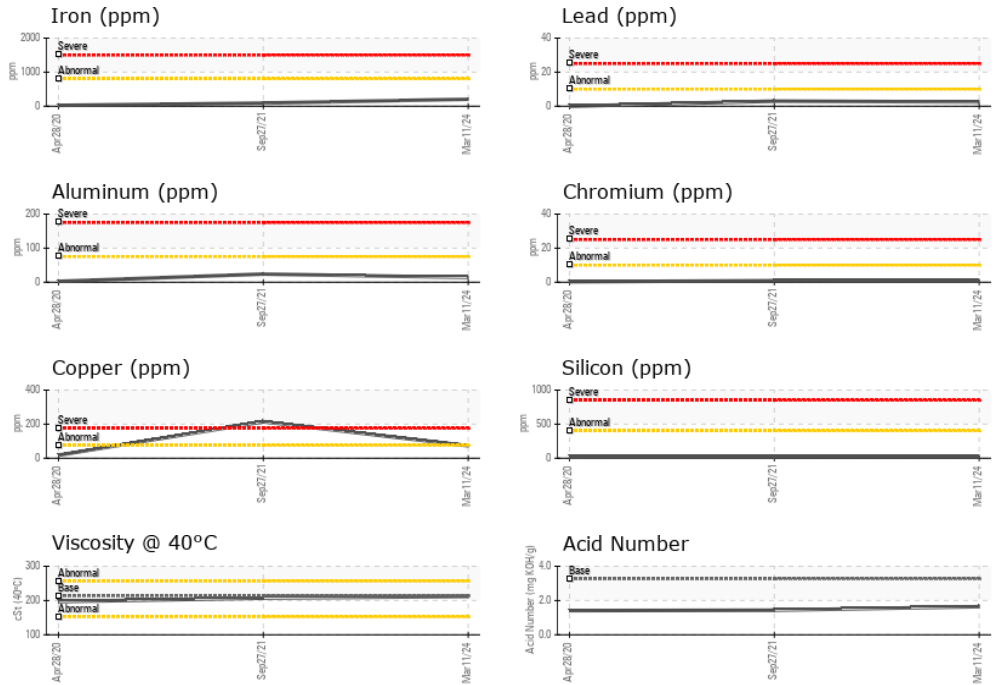 Iron (ppm)
ppm
2000
1000
0
Severe
Abnormal
Apr28/20
Sep27/21
Mar11/24
Lead (ppm)
ppm
40
20
0
Severe
Abnormal
Apr28/20
Sep27/21
Mar11/24
Aluminum (ppm)
ppm
200
100
0
Severe
Abnormal
Apr28/20
Sep27/21
Mar11/24
Chromium (ppm)
ppm
40
20
0
Severe
Abnormal
Apr28/20
Sep27/21
Mar11/24
Copper (ppm)
ppm
400
200
0
Severe
Abnormal
Apr28/20
Sep27/21
Mar11/24
Silicon (ppm)
ppm
1000
500
0
Severe
Abnormal
Apr28/20
Sep27/21
Mar11/24
Viscosity @ 40°C
cSt (40°C)
300
200
100
Abnormal
Base
Abnormal
Apr28/20
Sep27/21
Mar11/24
Acid Number
Acid Number (mg KOH/g)
4.0
2.0
0.0
Base
Apr28/20
Sep27/21
Mar11/24